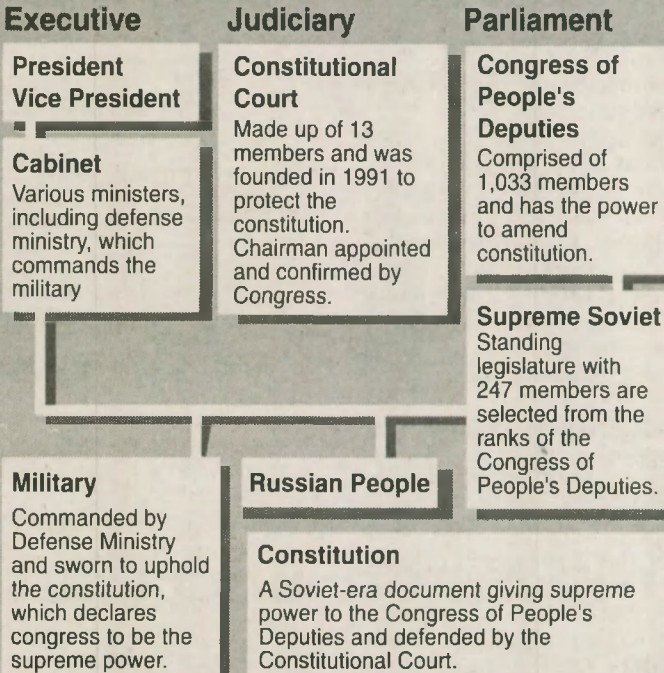 Executive
President
Vice President
Cabinet
Various ministers,
including defense
ministry, which
commands the
military
Judiciary
Constitutional
Court
Made up of 13
members and was
founded in 1991 to
protect the
constitution.
Chairman appointed
and confirmed by
Congress.
Parliament
Congress of
People's
Deputies
Comprised of
1,033 members
and has the power
to amend
constitution.
Supreme Soviet
Standing
legislature with
247 members are
selected from the
ranks of the
Congress of
People's Deputies.
Military
Commanded by
Defense Ministry
and sworn to uphold
the constitution,
which declares
congress to be the
supreme power.
Russian People
Constitution
A Soviet-era document giving supreme
power to the Congress of People's
Deputies and defended by the
Constitutional Court.